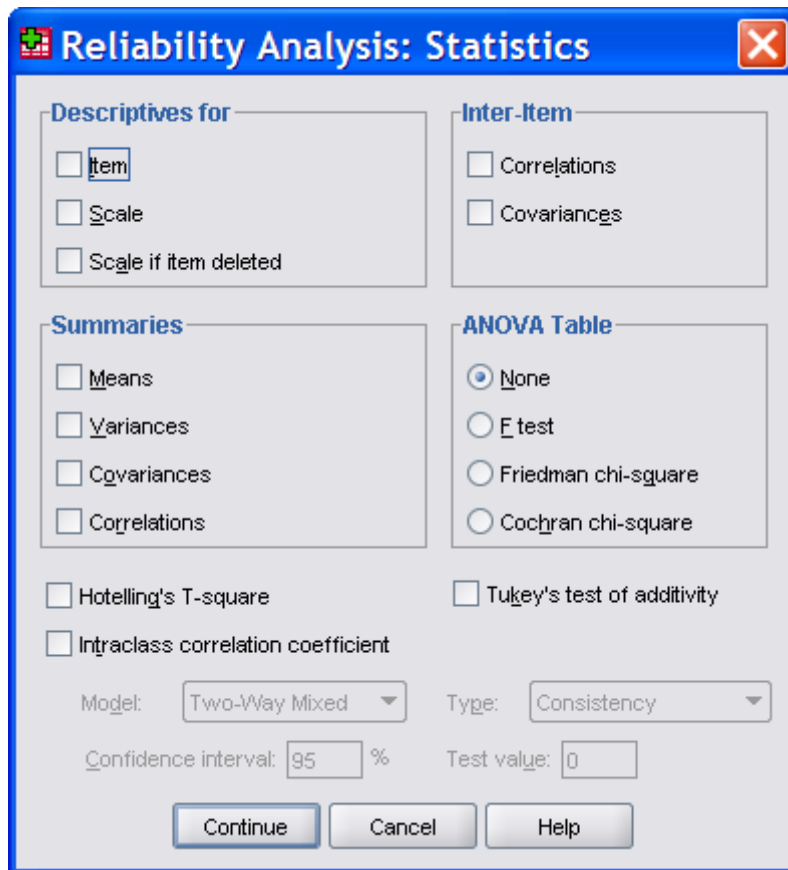 Reliability Analysis: Statistics
Descriptives for
Item
Scale
Scale if item deleted
Inter-Item
Correlations
Covariances
Summaries
Means
Variances
Covariances
Correlations
ANOVA Table
None
F test
Friedman chi-square
Cochran chi-square
Hotelling's T-square
Tukey's test of additivity
Intraclass correlation coefficient
Model: Two-Way Mixed
Type: Consistency
Confidence interval: 95 %
Test value: 0
Continue
Cancel
Help